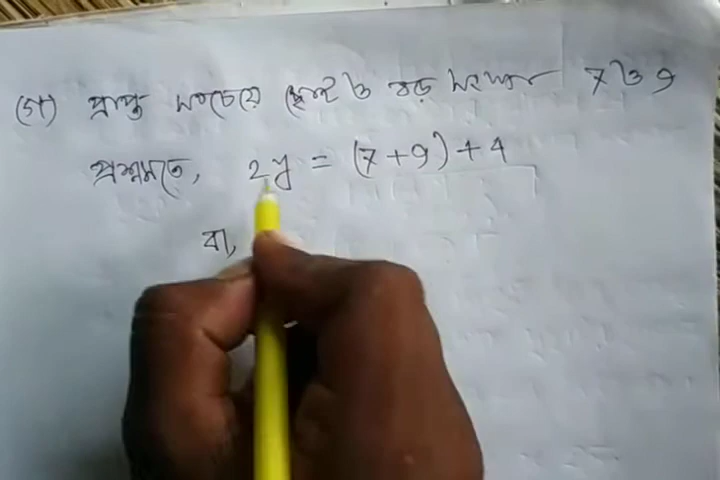 (গ) প্রাপ্ত সবচেয়ে ছোট ও বড় সংখ্যা 7 ও 9
প্রশ্নমতে, 2y = (7+9)+4
বা,